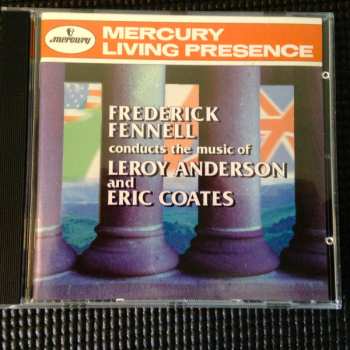 mercury
MERCURY
LIVING PRESENCE
FREDERICK
FENNELL
conducts the music of
LEROY ANDERSON
and
ERIC COATES